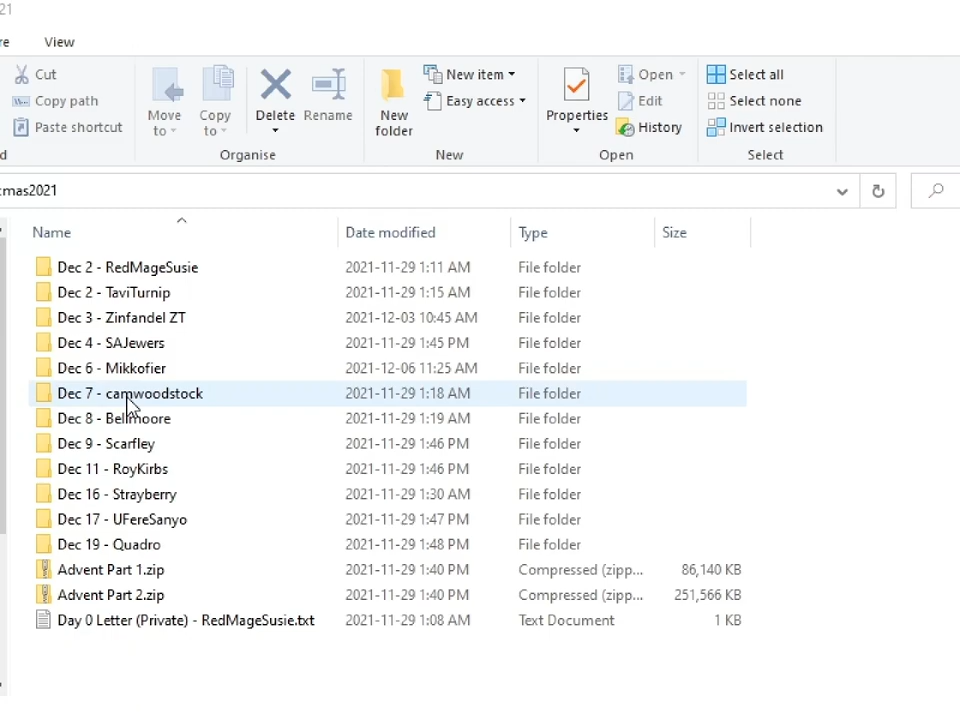 21
re View
Cut
Copy path
Paste shortcut
Move to
Copy to
Delete
Rename
New folder
New item
Easy access
Properties
Open
Edit
History
Select all
Select none
Invert selection
d Organise New Open Select
mas2021
Name Date modified Type Size
Dec 2 - RedMageSusie 2021-11-29 1:11 AM File folder
Dec 2 - TaviTurnip 2021-11-29 1:15 AM File folder
Dec 3 - Zinfandel ZT 2021-12-03 10:45 AM File folder
Dec 4 - SAJewers 2021-11-29 1:45 PM File folder
Dec 6 - Mikkofier 2021-12-06 11:25 AM File folder
Dec 7 - camwoodstock 2021-11-29 1:18 AM File folder
Dec 8 - Bellmoore 2021-11-29 1:19 AM File folder
Dec 9 - Scarfley 2021-11-29 1:46 PM File folder
Dec 11 - RoyKirbs 2021-11-29 1:46 PM File folder
Dec 16 - Strayberry 2021-11-29 1:30 AM File folder
Dec 17 - UFereSanyo 2021-11-29 1:47 PM File folder
Dec 19 - Quadro 2021-11-29 1:48 PM File folder
Advent Part 1.zip 2021-11-29 1:40 PM Compressed (zipp... 86,140 KB
Advent Part 2.zip 2021-11-29 1:40 PM Compressed (zipp... 251,566 KB
Day 0 Letter (Private) - RedMageSusie.txt 2021-11-29 1:08 AM Text Document 1 KB